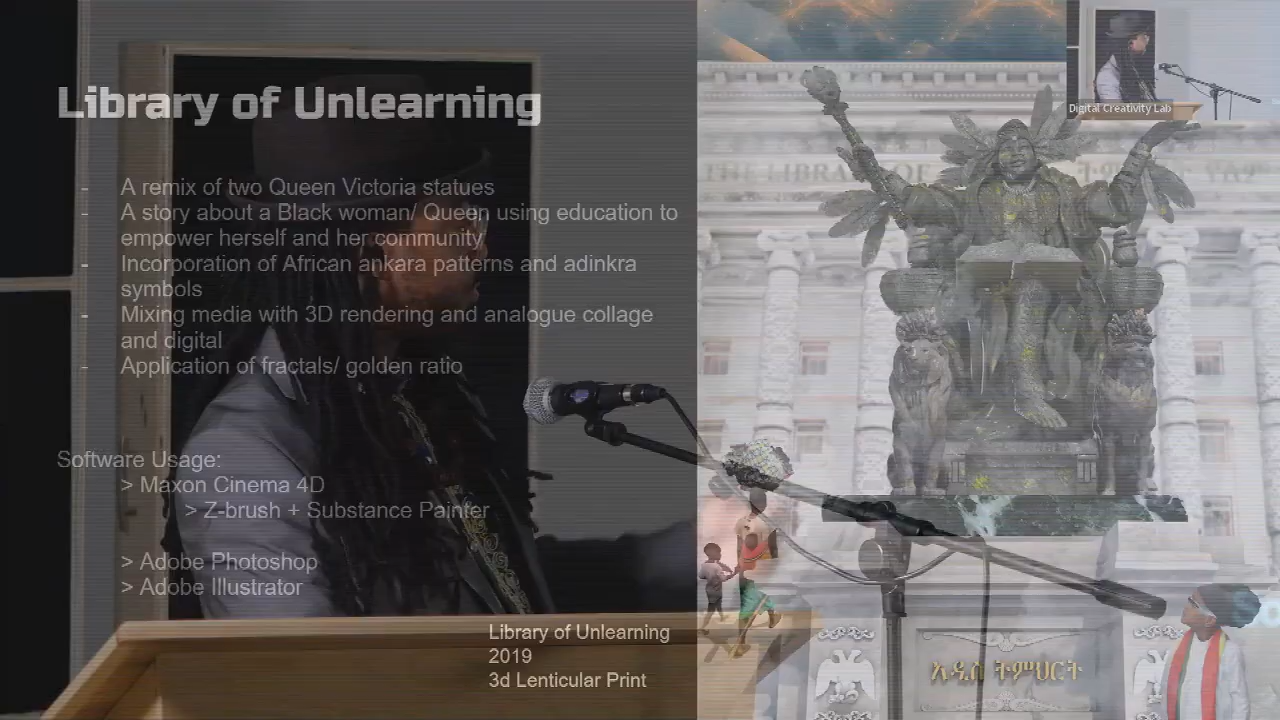 Library of Unlearning
- A remix of two Queen Victoria statues
- A story about a Black woman/ Queen using education to
empower herself and her community
- Incorporation of African ankara patterns and adinkra
symbols
- Mixing media with 3D rendering and analogue collage
and digital
- Application of fractals/ golden ratio
Software Usage:
> Maxon Cinema 4D
> Z-brush + Substance Painter
> Adobe Photoshop
> Adobe Illustrator
Library of Unlearning
2019
3d Lenticular Print
Digital Creativity Lab
THE LIBRARY OF
አዲስ ትምህርት